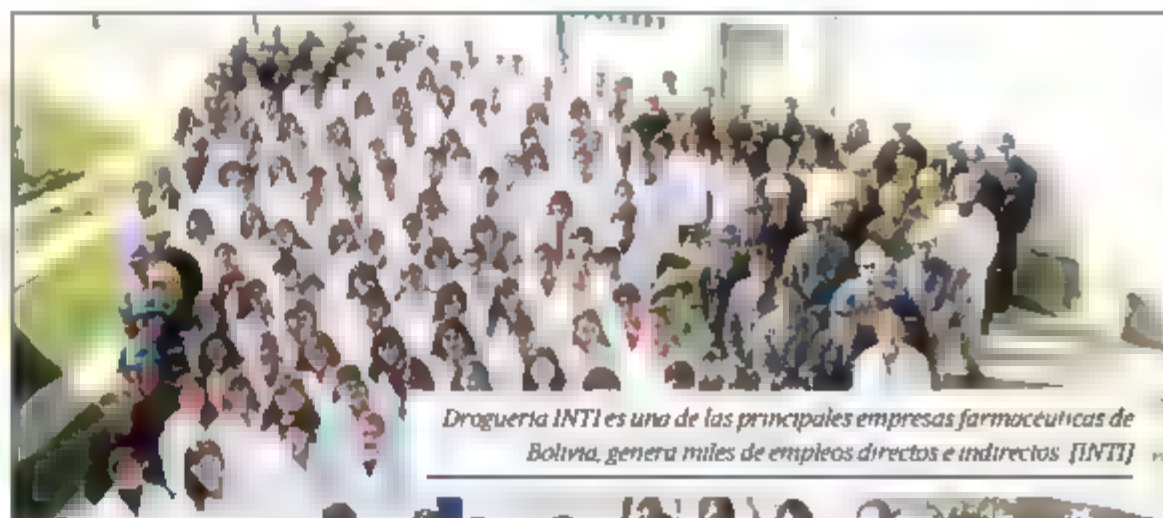 Droguería INTI es una de las principales empresas farmacéuticas de
Bolivia, genera miles de empleos directos e indirectos [INTI]